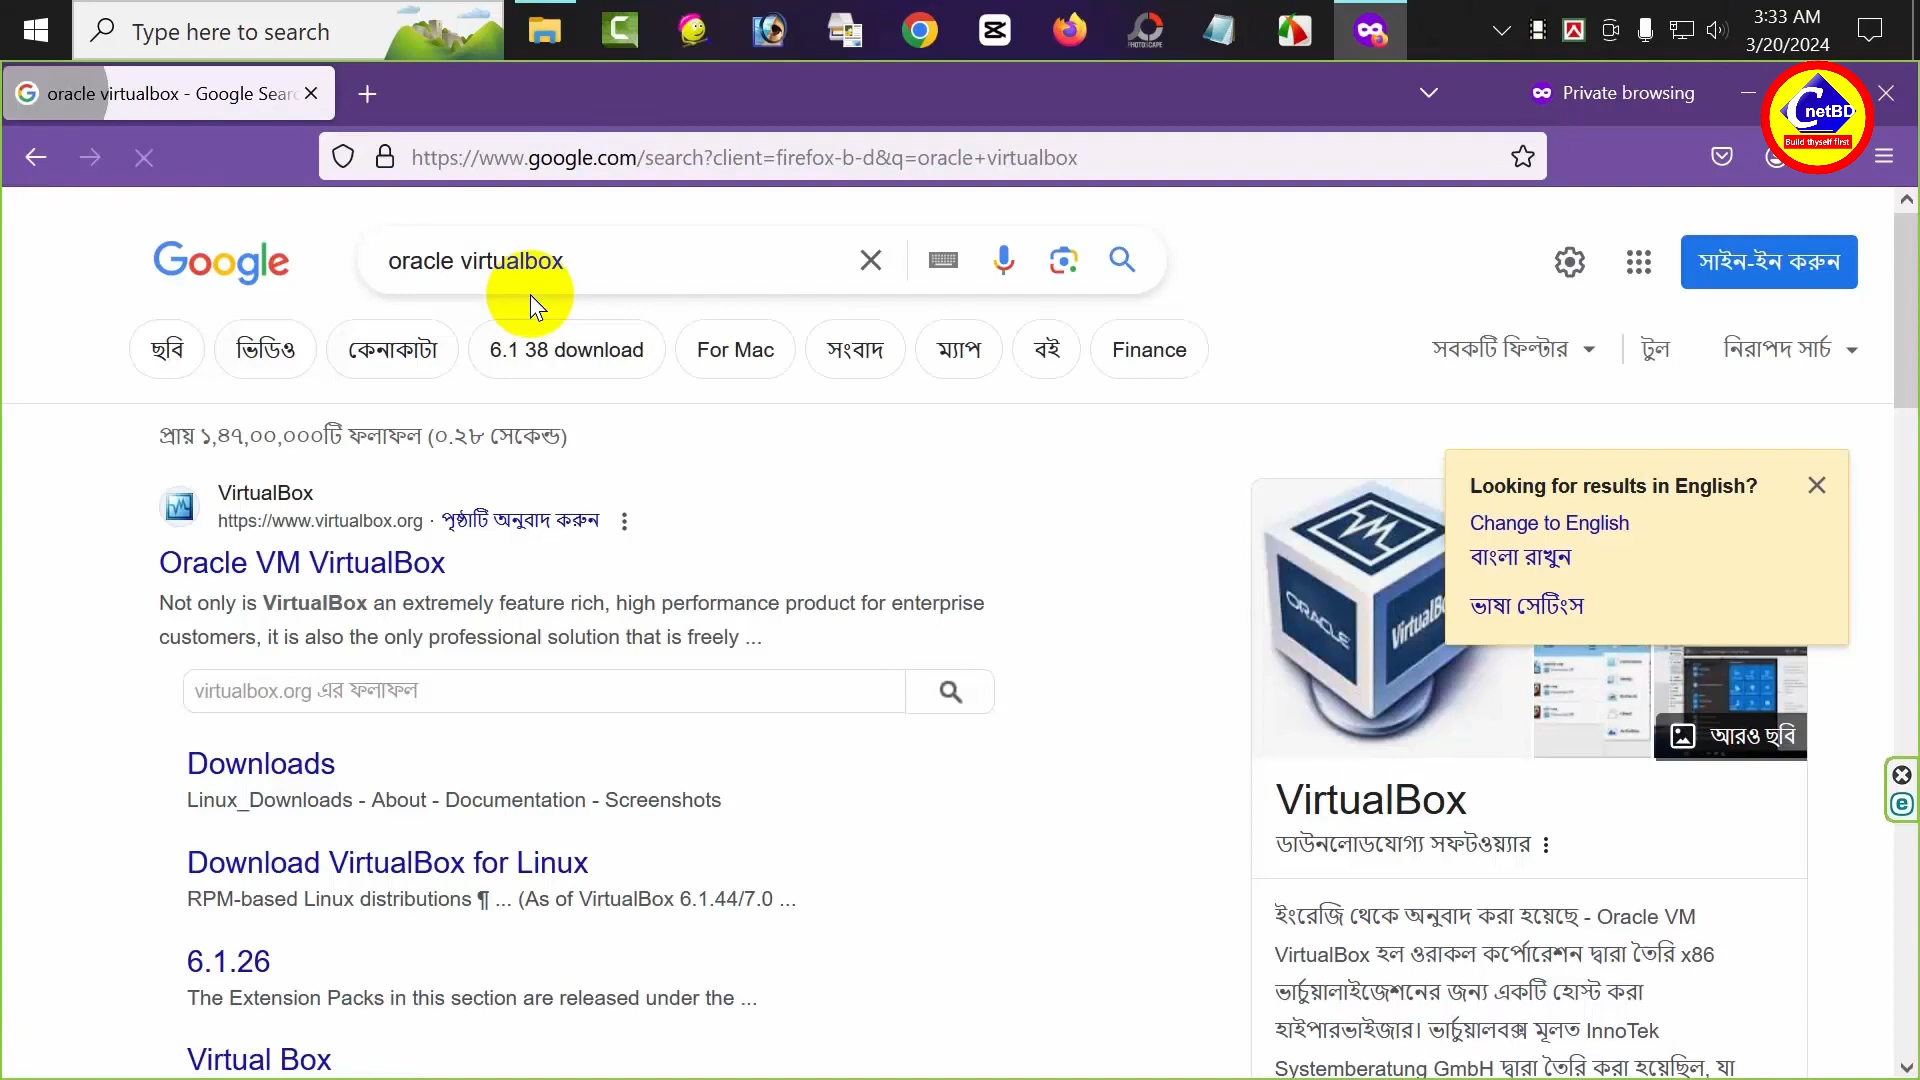 Type here to search
PHOTOSCAPE
3:33 AM
3/20/2024
oracle virtualbox - Google Sear
Private browsing
C
netBD
Build thyself first
https://www.google.com/search?client=firefox-b-d&q=oracle+virtualbox
Google
oracle virtualbox
সাইন-ইন করুন
ছবি
ভিডিও
কেনাকাটা
6.1 38 download
For Mac
সংবাদ
ম্যাপ
বই
Finance
সবকটি ফিল্টার
টুল
নিরাপদ সার্চ
প্রায় ১,৪৭,০০,০০০টি ফলাফল (০.২৮ সেকেন্ড)
VirtualBox
https://www.virtualbox.org · পৃষ্ঠাটি অনুবাদ করুন
Oracle VM VirtualBox
Not only is VirtualBox an extremely feature rich, high performance product for enterprise
customers, it is also the only professional solution that is freely ...
virtualbox.org এর ফলাফল
Downloads
Linux_Downloads - About - Documentation - Screenshots
Download VirtualBox for Linux
RPM-based Linux distributions ¶ ... (As of VirtualBox 6.1.44/7.0 ...
6.1.26
The Extension Packs in this section are released under the ...
Virtual Box
Looking for results in English?
Change to English
বাংলা রাখুন
ভাষা সেটিংস
ORACLE
VirtualBo
আরও ছবি
VirtualBox
ডাউনলোডযোগ্য সফটওয়্যার
ইংরেজি থেকে অনুবাদ করা হয়েছে - Oracle VM
VirtualBox হল ওরাকল কর্পোরেশন দ্বারা তৈরি x86
ভার্চুয়ালাইজেশনের জন্য একটি হোস্ট করা
হাইপারভাইজার। ভার্চুয়ালবক্স মূলত InnoTek
Systemberatung GmbH দ্বারা তৈরি করা হয়েছিল, যা